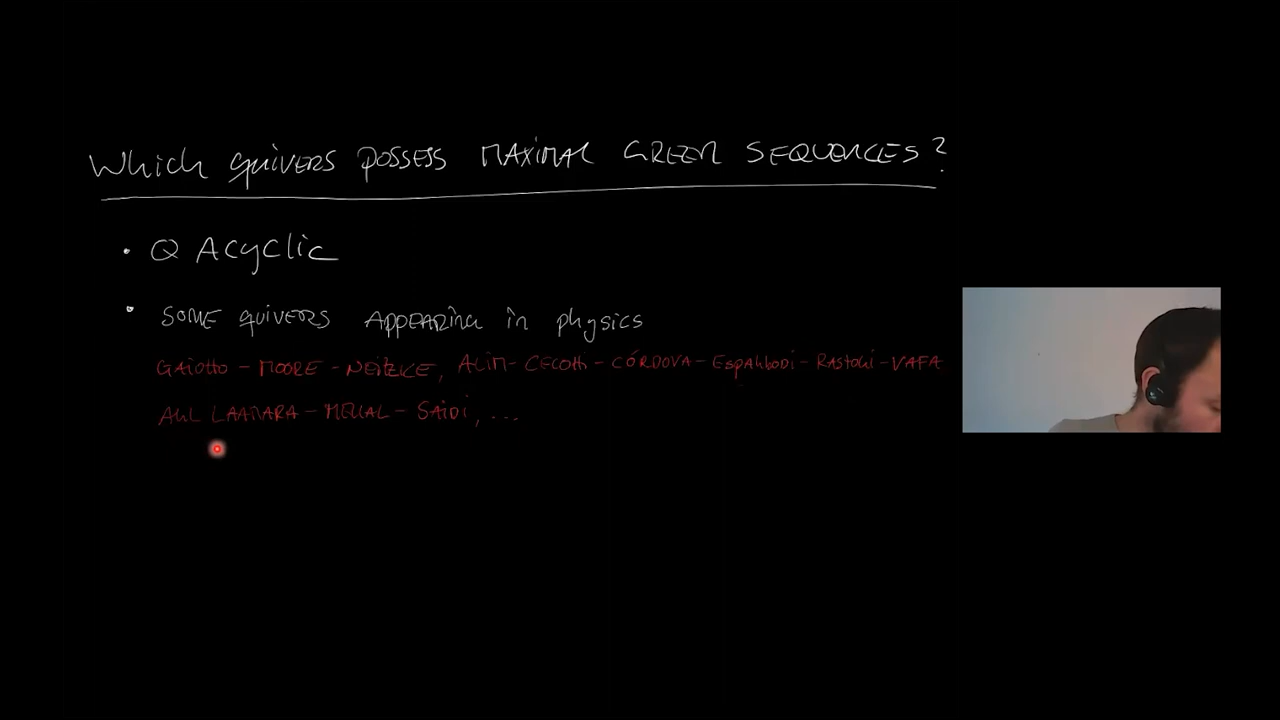 Which quivers possess maximal green sequences?
• Q Acyclic
• Some quivers appearing in physics
Gaiotto - Moore - Neitzke, Alim - Cecotti - Córdova - Espahbodi - Rastogi - Vafa
Ahl Laamara - Mellal - Saidi, ...